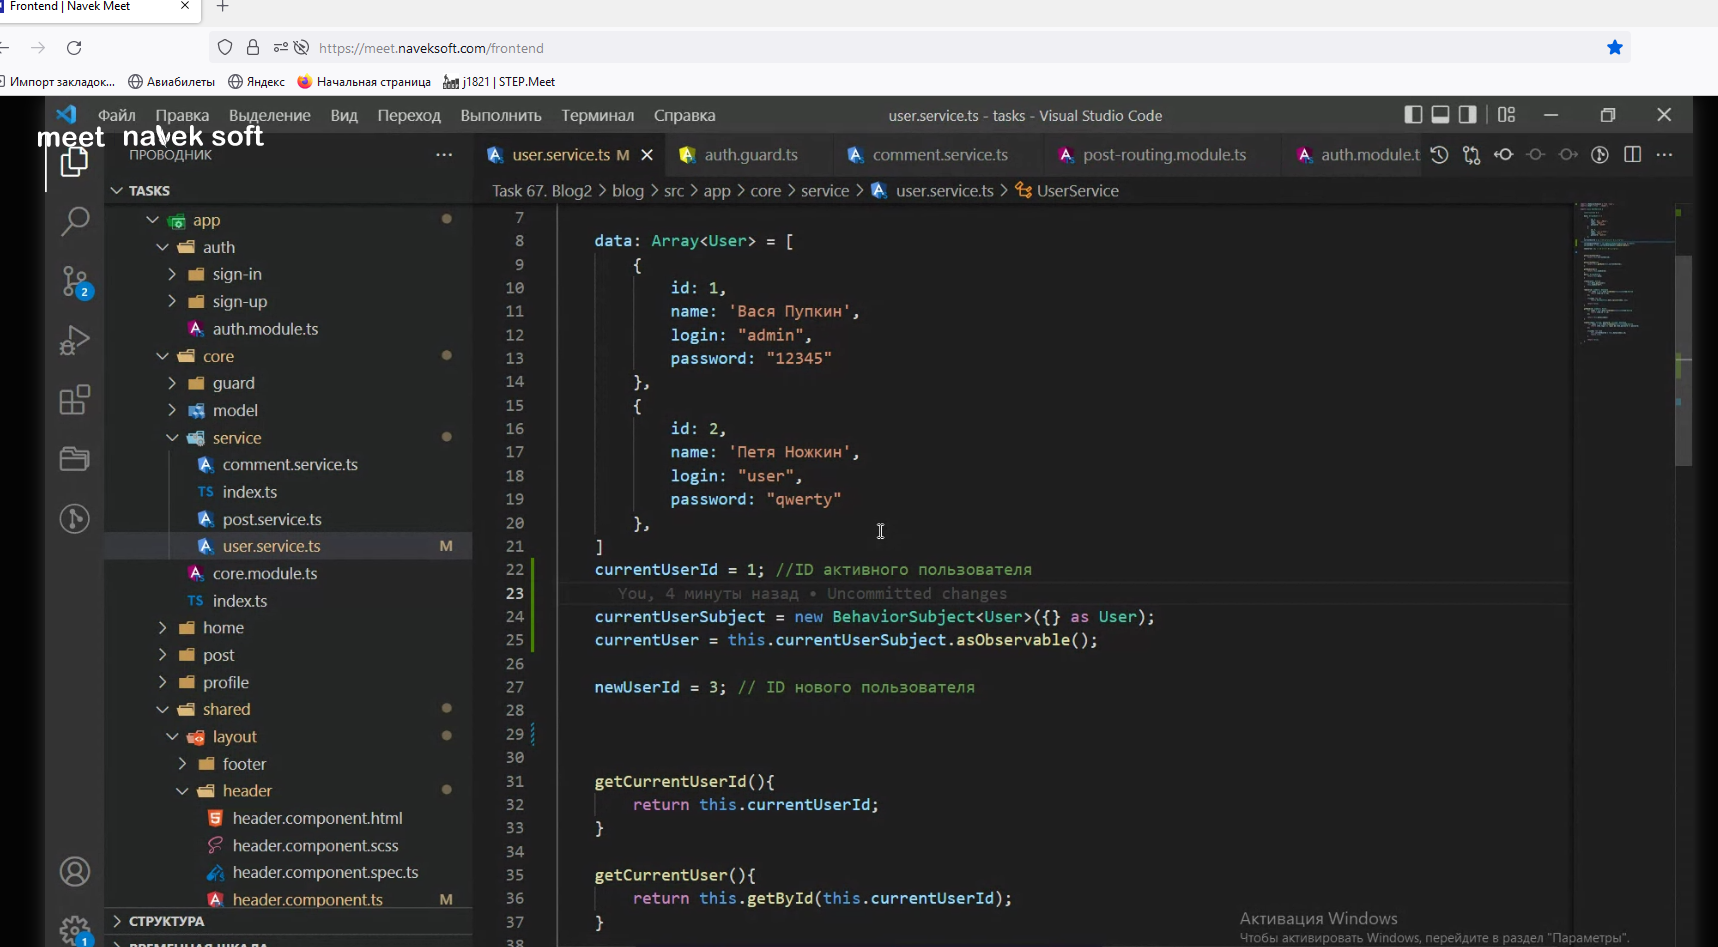 Frontend | Navek Meet
https://meet.naveksoft.com/frontend
Импорт закладок...
Авиабилеты
Яндекс
Начальная страница
j1821 | STEP.Meet
Файл Правка Выделение Вид Переход Выполнить Терминал Справка
user.service.ts - tasks - Visual Studio Code
meet navek soft
ПРОВОДНИК
user.service.ts M
auth.guard.ts
comment.service.ts
post-routing.module.ts
auth.module.t
TASKS
Task 67. Blog2 > blog > src > app > core > service > user.service.ts > UserService
app
auth
sign-in
sign-up
auth.module.ts
core
guard
model
service
comment.service.ts
TS index.ts
post.service.ts
user.service.ts M
core.module.ts
TS index.ts
home
post
profile
shared
layout
footer
header
header.component.html
header.component.scss
header.component.spec.ts
header.component.ts M
СТРУКТУРА
ВРЕМЕННАЯ ШКАЛА
2
1
7
8 data: Array<User> = [
9 {
10 id: 1,
11 name: 'Вася Пупкин',
12 login: "admin",
13 password: "12345"
14 },
15 {
16 id: 2,
17 name: 'Петя Ножкин',
18 login: "user",
19 password: "qwerty"
20 },
21 ]
22 currentUserId = 1; //ID активного пользователя
23 You, 4 минуты назад • Uncommitted changes
24 currentUserSubject = new BehaviorSubject<User>({} as User);
25 currentUser = this.currentUserSubject.asObservable();
26
27 newUserId = 3; // ID нового пользователя
28
29
30
31 getCurrentUserId(){
32 return this.currentUserId;
33 }
34
35 getCurrentUser(){
36 return this.getById(this.currentUserId);
37 }
38
Активация Windows
Чтобы активировать Windows, перейдите в раздел "Параметры".